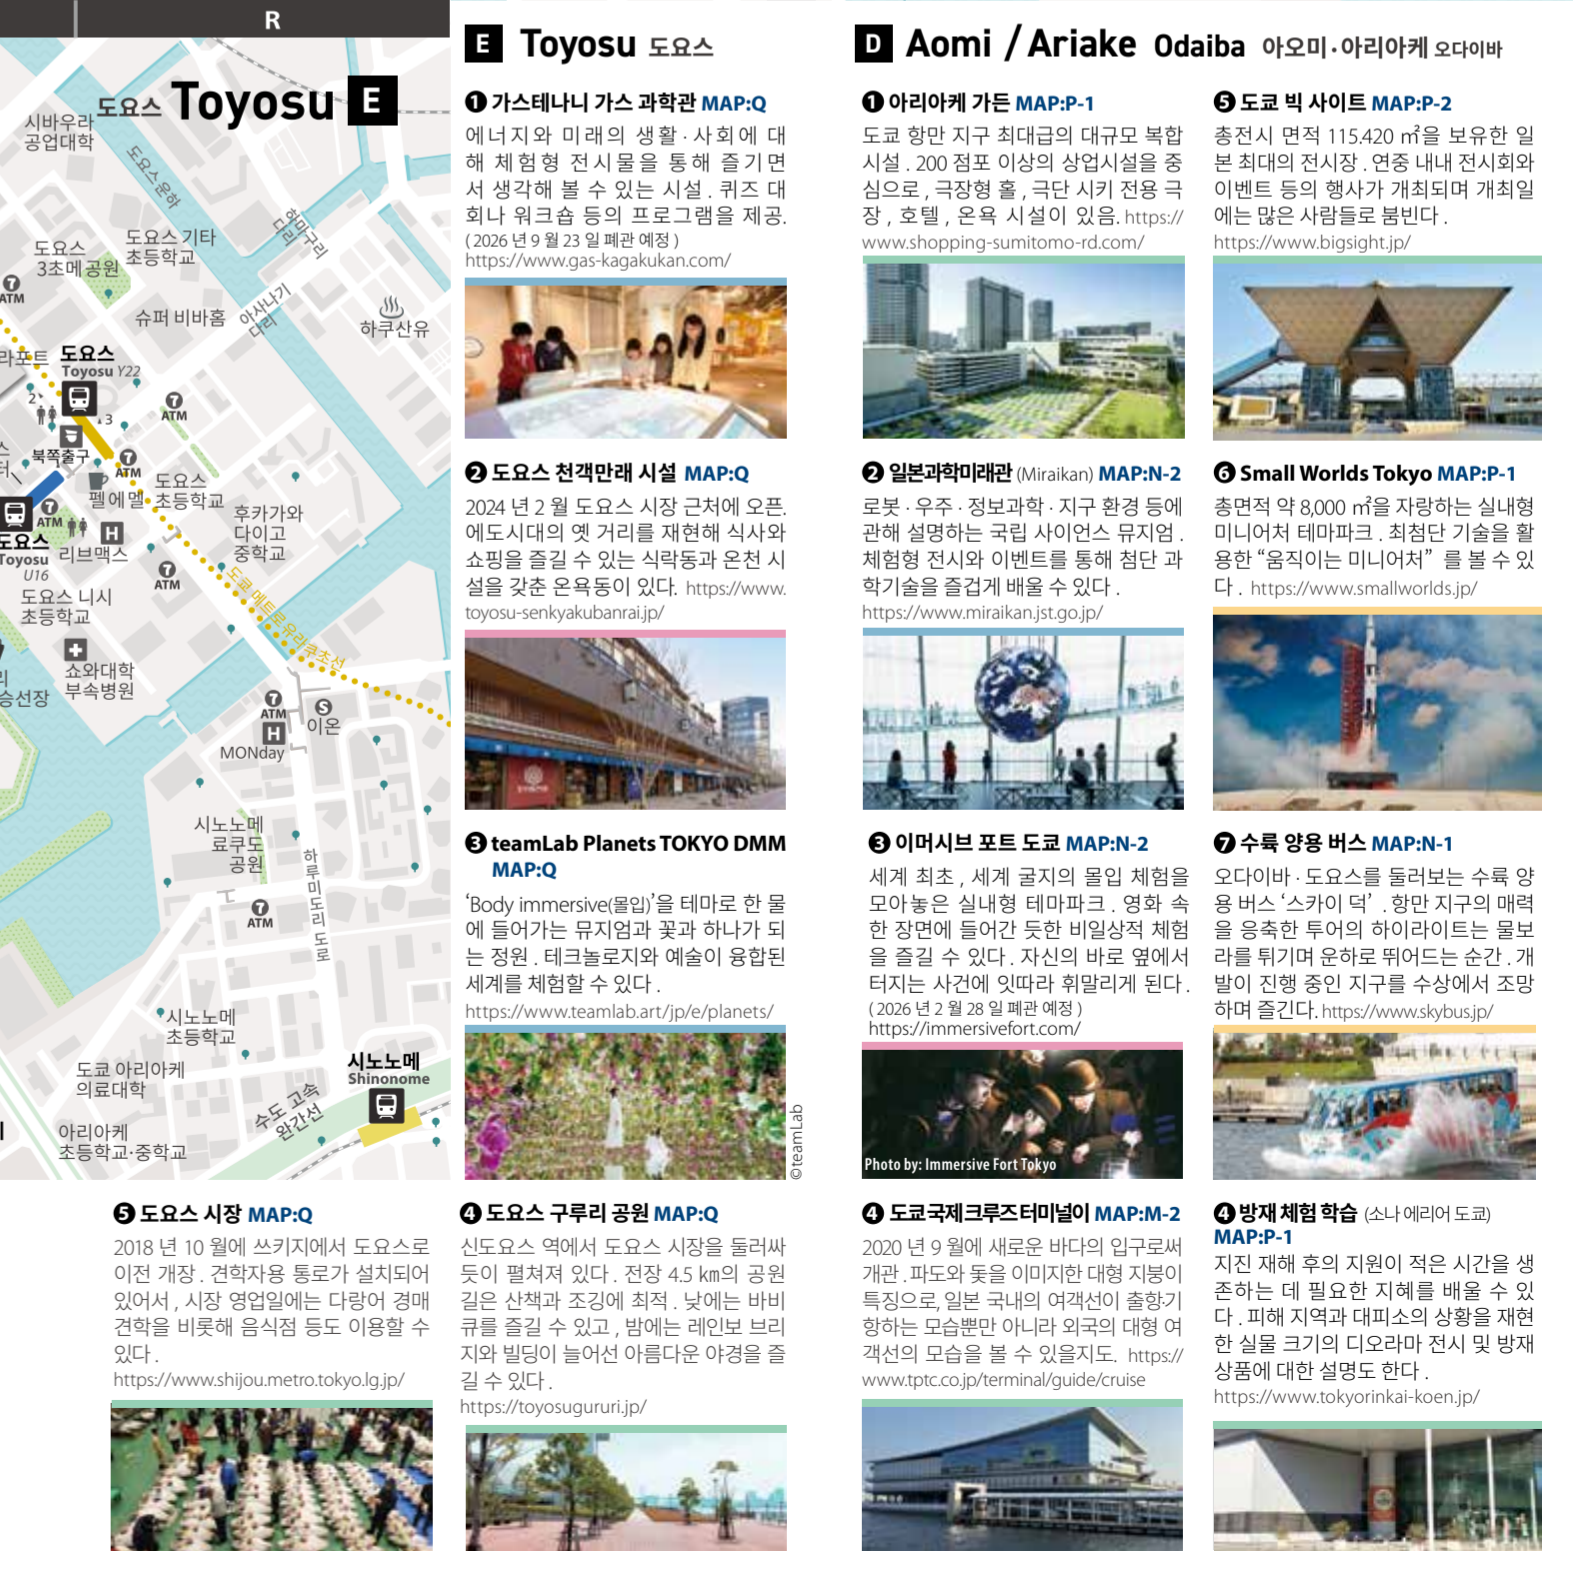 R
도요스 Toyosu E
시바우라
공업대학
도요스 운하
하마구리
다리
도요스
3초메 공원
도요스 기타
초등학교
ATM
슈퍼 비바홈
아사나기
다리
하쿠산유
라포트
도요스
Toyosu Y22
2
3
ATM
북쪽출구
ATM
펠에멜
도요스
초등학교
ATM
H
리브맥스
후카가와
다이고
중학교
도요스
Toyosu
U16
ATM
도쿄 메트로 유라쿠초선
도요스 니시
초등학교
쇼와대학
부속병원
승선장
ATM
H
MONday
S
이온
시노노메
료쿠도
공원
하루미도리 도로
ATM
시노노메
초등학교
도쿄 아리아케
의료대학
시노노메
Shinonome
수도 고속
완간선
아리아케
초등학교·중학교
E Toyosu 도요스
❶ 가스테나니 가스 과학관 MAP:Q
에너지와 미래의 생활 · 사회에 대
해 체험형 전시물을 통해 즐기면
서 생각해 볼 수 있는 시설 . 퀴즈 대
회나 워크숍 등의 프로그램을 제공.
( 2026 년 9 월 23 일 폐관 예정 )
https://www.gas-kagakukan.com/
❷ 도요스 천객만래 시설 MAP:Q
2024 년 2 월 도요스 시장 근처에 오픈.
에도시대의 옛 거리를 재현해 식사와
쇼핑을 즐길 수 있는 식락동과 온천 시
설을 갖춘 온욕동이 있다. https://www.
toyosu-senkyakubanrai.jp/
❸ teamLab Planets TOKYO DMM
MAP:Q
‘Body immersive(몰입)’을 테마로 한 물
에 들어가는 뮤지엄과 꽃과 하나가 되
는 정원 . 테크놀로지와 예술이 융합된
세계를 체험할 수 있다 .
https://www.teamlab.art/jp/e/planets/
©teamLab
❺ 도요스 시장 MAP:Q
2018 년 10 월에 쓰키지에서 도요스로
이전 개장 . 견학자용 통로가 설치되어
있어서 , 시장 영업일에는 다랑어 경매
견학을 비롯해 음식점 등도 이용할 수
있다 .
https://www.shijou.metro.tokyo.lg.jp/
❹ 도요스 구루리 공원 MAP:Q
신도요스 역에서 도요스 시장을 둘러싸
듯이 펼쳐져 있다 . 전장 4.5 ㎞의 공원
길은 산책과 조깅에 최적 . 낮에는 바비
큐를 즐길 수 있고 , 밤에는 레인보 브리
지와 빌딩이 늘어선 아름다운 야경을 즐
길 수 있다 .
https://toyosugururi.jp/
D Aomi / Ariake Odaiba 아오미·아리아케 오다이바
❶ 아리아케 가든 MAP:P-1
도쿄 항만 지구 최대급의 대규모 복합
시설 . 200 점포 이상의 상업시설을 중
심으로 , 극장형 홀 , 극단 시키 전용 극
장 , 호텔 , 온욕 시설이 있음. https://
www.shopping-sumitomo-rd.com/
❷ 일본과학미래관 (Miraikan) MAP:N-2
로봇 · 우주 · 정보과학 · 지구 환경 등에
관해 설명하는 국립 사이언스 뮤지엄 .
체험형 전시와 이벤트를 통해 첨단 과
학기술을 즐겁게 배울 수 있다 .
https://www.miraikan.jst.go.jp/
❸ 이머시브 포트 도쿄 MAP:N-2
세계 최초 , 세계 굴지의 몰입 체험을
모아놓은 실내형 테마파크 . 영화 속
한 장면에 들어간 듯한 비일상적 체험
을 즐길 수 있다 . 자신의 바로 옆에서
터지는 사건에 잇따라 휘말리게 된다 .
( 2026 년 2 월 28 일 폐관 예정 )
https://immersivefort.com/
Photo by: Immersive Fort Tokyo
❹ 도쿄국제크루즈터미널이 MAP:M-2
2020 년 9 월에 새로운 바다의 입구로써
개관 . 파도와 돛을 이미지한 대형 지붕이
특징으로, 일본 국내의 여객선이 출항·기
항하는 모습뿐만 아니라 외국의 대형 여
객선의 모습을 볼 수 있을지도. https://
www.tptc.co.jp/terminal/guide/cruise
❺ 도쿄 빅 사이트 MAP:P-2
총전시 면적 115.420 ㎡을 보유한 일
본 최대의 전시장 . 연중 내내 전시회와
이벤트 등의 행사가 개최되며 개최일
에는 많은 사람들로 붐빈다 .
https://www.bigsight.jp/
❻ Small Worlds Tokyo MAP:P-1
총면적 약 8,000 ㎡을 자랑하는 실내형
미니어처 테마파크 . 최첨단 기술을 활
용한 “움직이는 미니어처” 를 볼 수 있
다 . https://www.smallworlds.jp/
❼ 수륙 양용 버스 MAP:N-1
오다이바 · 도요스를 둘러보는 수륙 양
용 버스 ‘스카이 덕’ . 항만 지구의 매력
을 응축한 투어의 하이라이트는 물보
라를 튀기며 운하로 뛰어드는 순간 . 개
발이 진행 중인 지구를 수상에서 조망
하며 즐긴다. https://www.skybus.jp/
❹ 방재 체험 학습 (소나 에리어 도쿄)
MAP:P-1
지진 재해 후의 지원이 적은 시간을 생
존하는 데 필요한 지혜를 배울 수 있
다 . 피해 지역과 대피소의 상황을 재현
한 실물 크기의 디오라마 전시 및 방재
상품에 대한 설명도 한다 .
https://www.tokyorinkai-koen.jp/